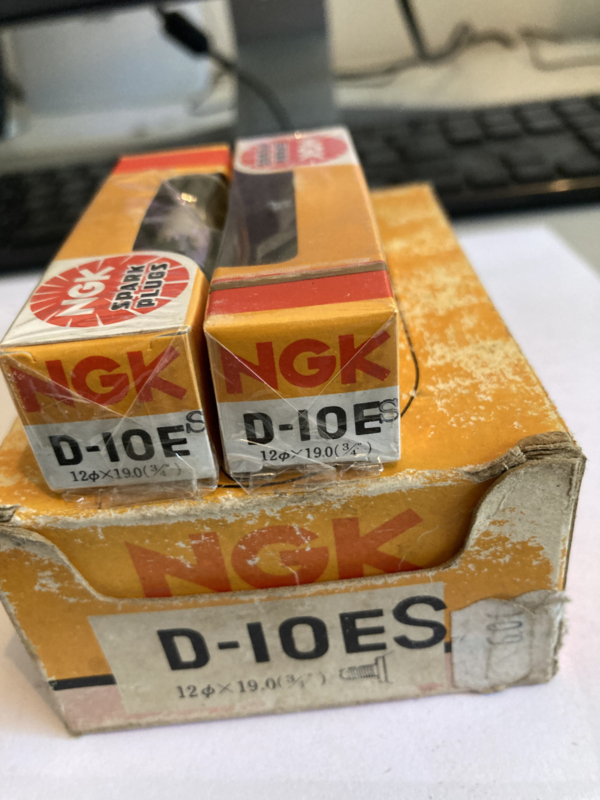 NGK
SPARK
PLUGS
NGK
D-10ES
12φ×19.0(3/4")
NGK
NGK
D-10ES
12φ×19.0(3/4")
NGK
D-10ES
12φ×19.0(3/4")